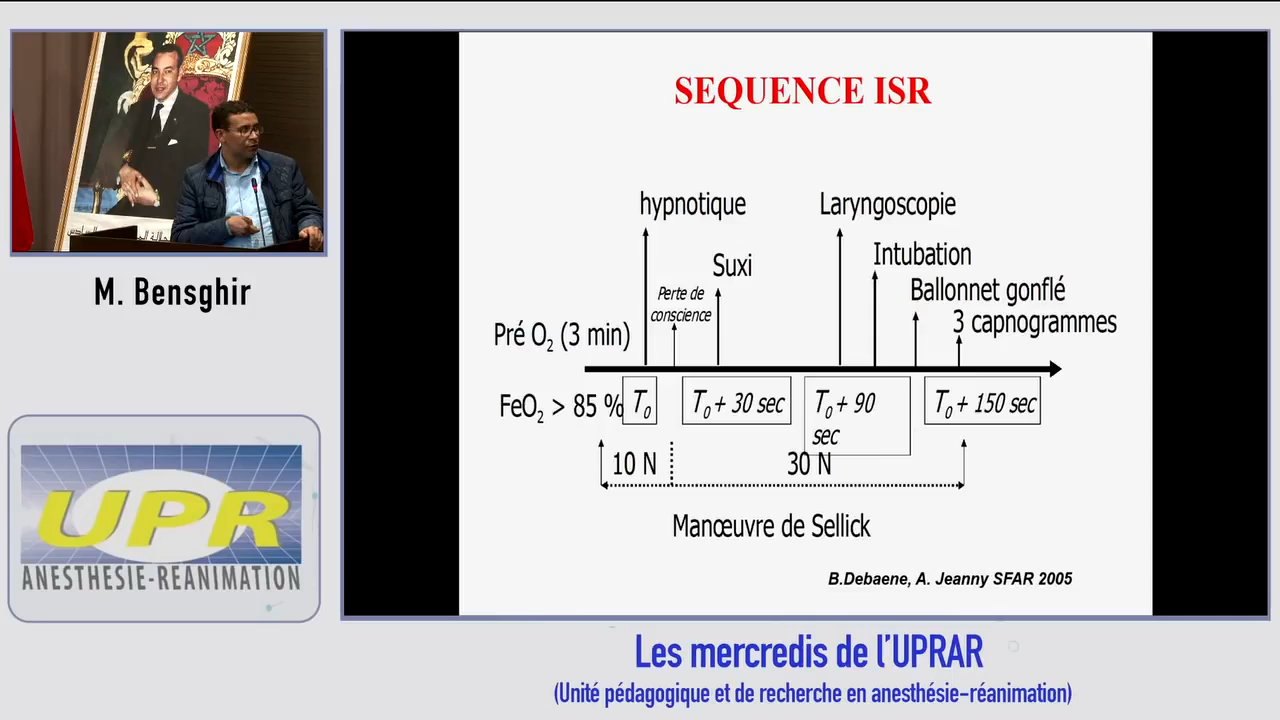 SEQUENCE ISR
hypnotique
Laryngoscopie
Suxi
Intubation
Perte de
conscience
Ballonnet gonflé
3 capnogrammes
Pré O₂ (3 min)
FeO₂ > 85 %
T₀
T₀ + 30 sec
T₀ + 90
sec
T₀ + 150 sec
10 N
30 N
Manœuvre de Sellick
B.Debaene, A. Jeanny SFAR 2005
M. Bensghir
UPR
ANESTHESIE-REANIMATION
Les mercredis de l'UPRAR
(Unité pédagogique et de recherche en anesthésie-réanimation)